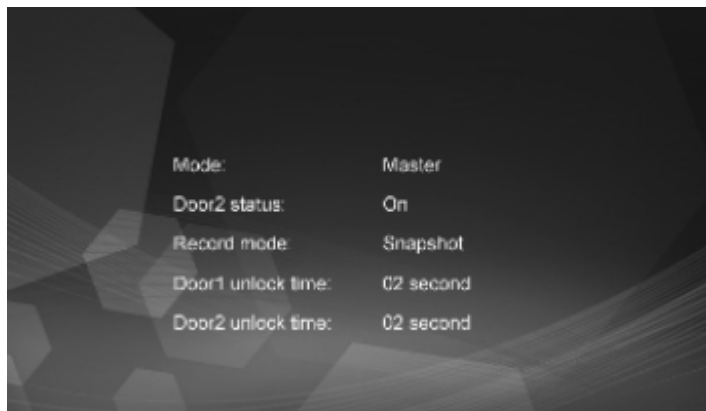 Mode: Master
Door2 status: On
Record mode: Snapshot
Door1 unlock time: 02 second
Door2 unlock time: 02 second